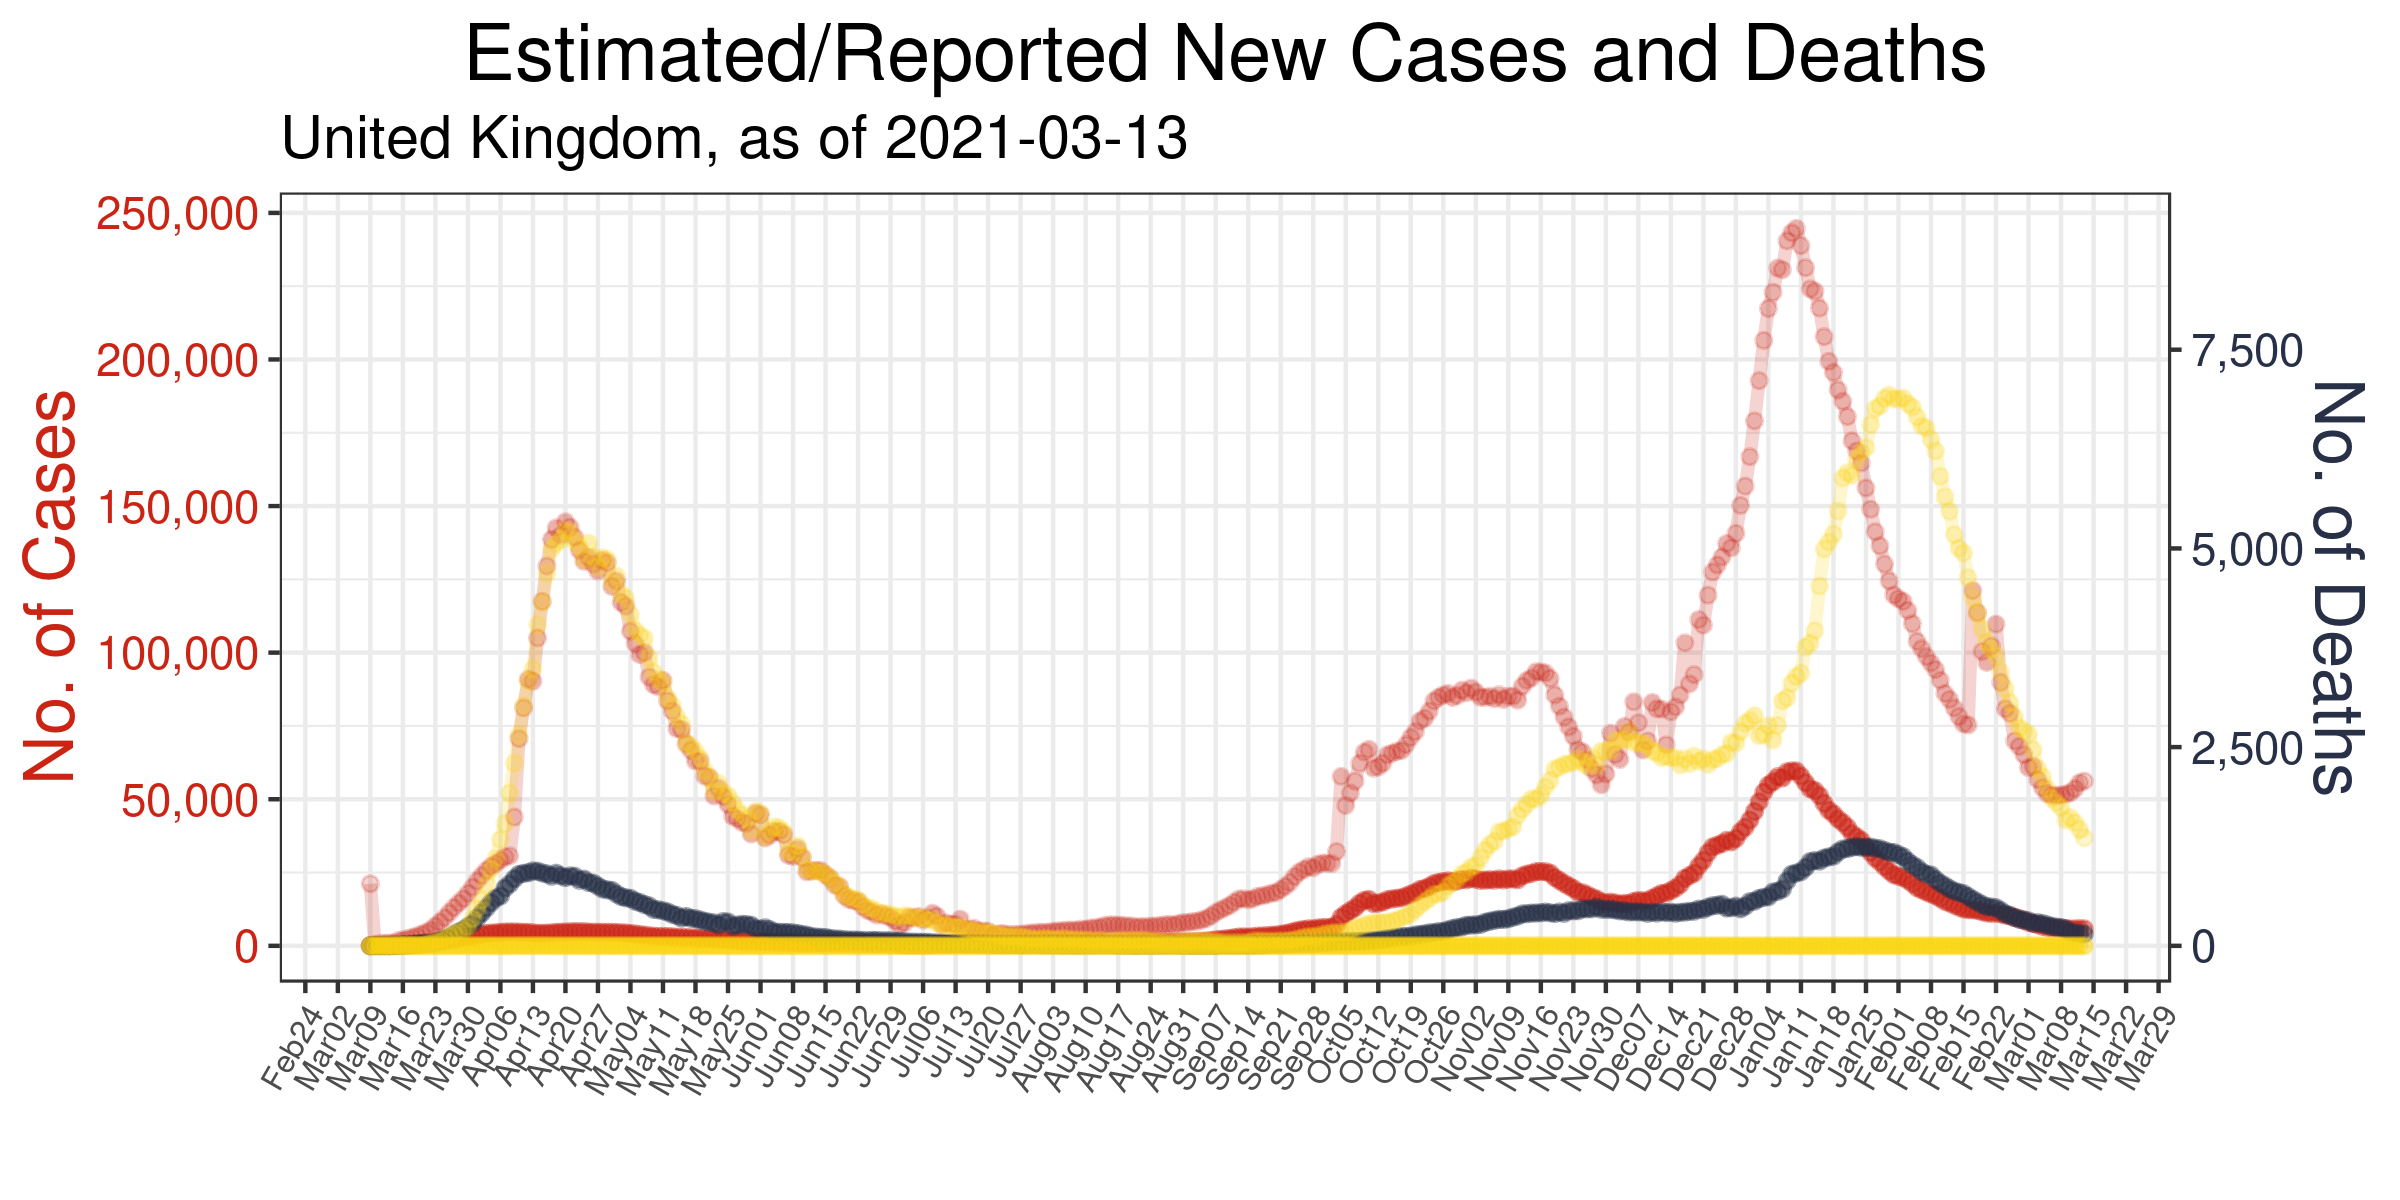 Estimated/Reported New Cases and Deaths
United Kingdom, as of 2021-03-13
No. of Cases
250,000
200,000
150,000
100,000
50,000
0
7,500
5,000
2,500
0
No. of Deaths
Feb24
Mar02
Mar09
Mar16
Mar23
Mar30
Apr06
Apr13
Apr20
Apr27
May04
May11
May18
May25
Jun01
Jun08
Jun15
Jun22
Jun29
Jul06
Jul13
Jul20
Jul27
Aug03
Aug10
Aug17
Aug24
Aug31
Sep07
Sep14
Sep21
Sep28
Oct05
Oct12
Oct19
Oct26
Nov02
Nov09
Nov16
Nov23
Nov30
Dec07
Dec14
Dec21
Dec28
Jan04
Jan11
Jan18
Jan25
Feb01
Feb08
Feb15
Feb22
Mar01
Mar08
Mar15
Mar22
Mar29